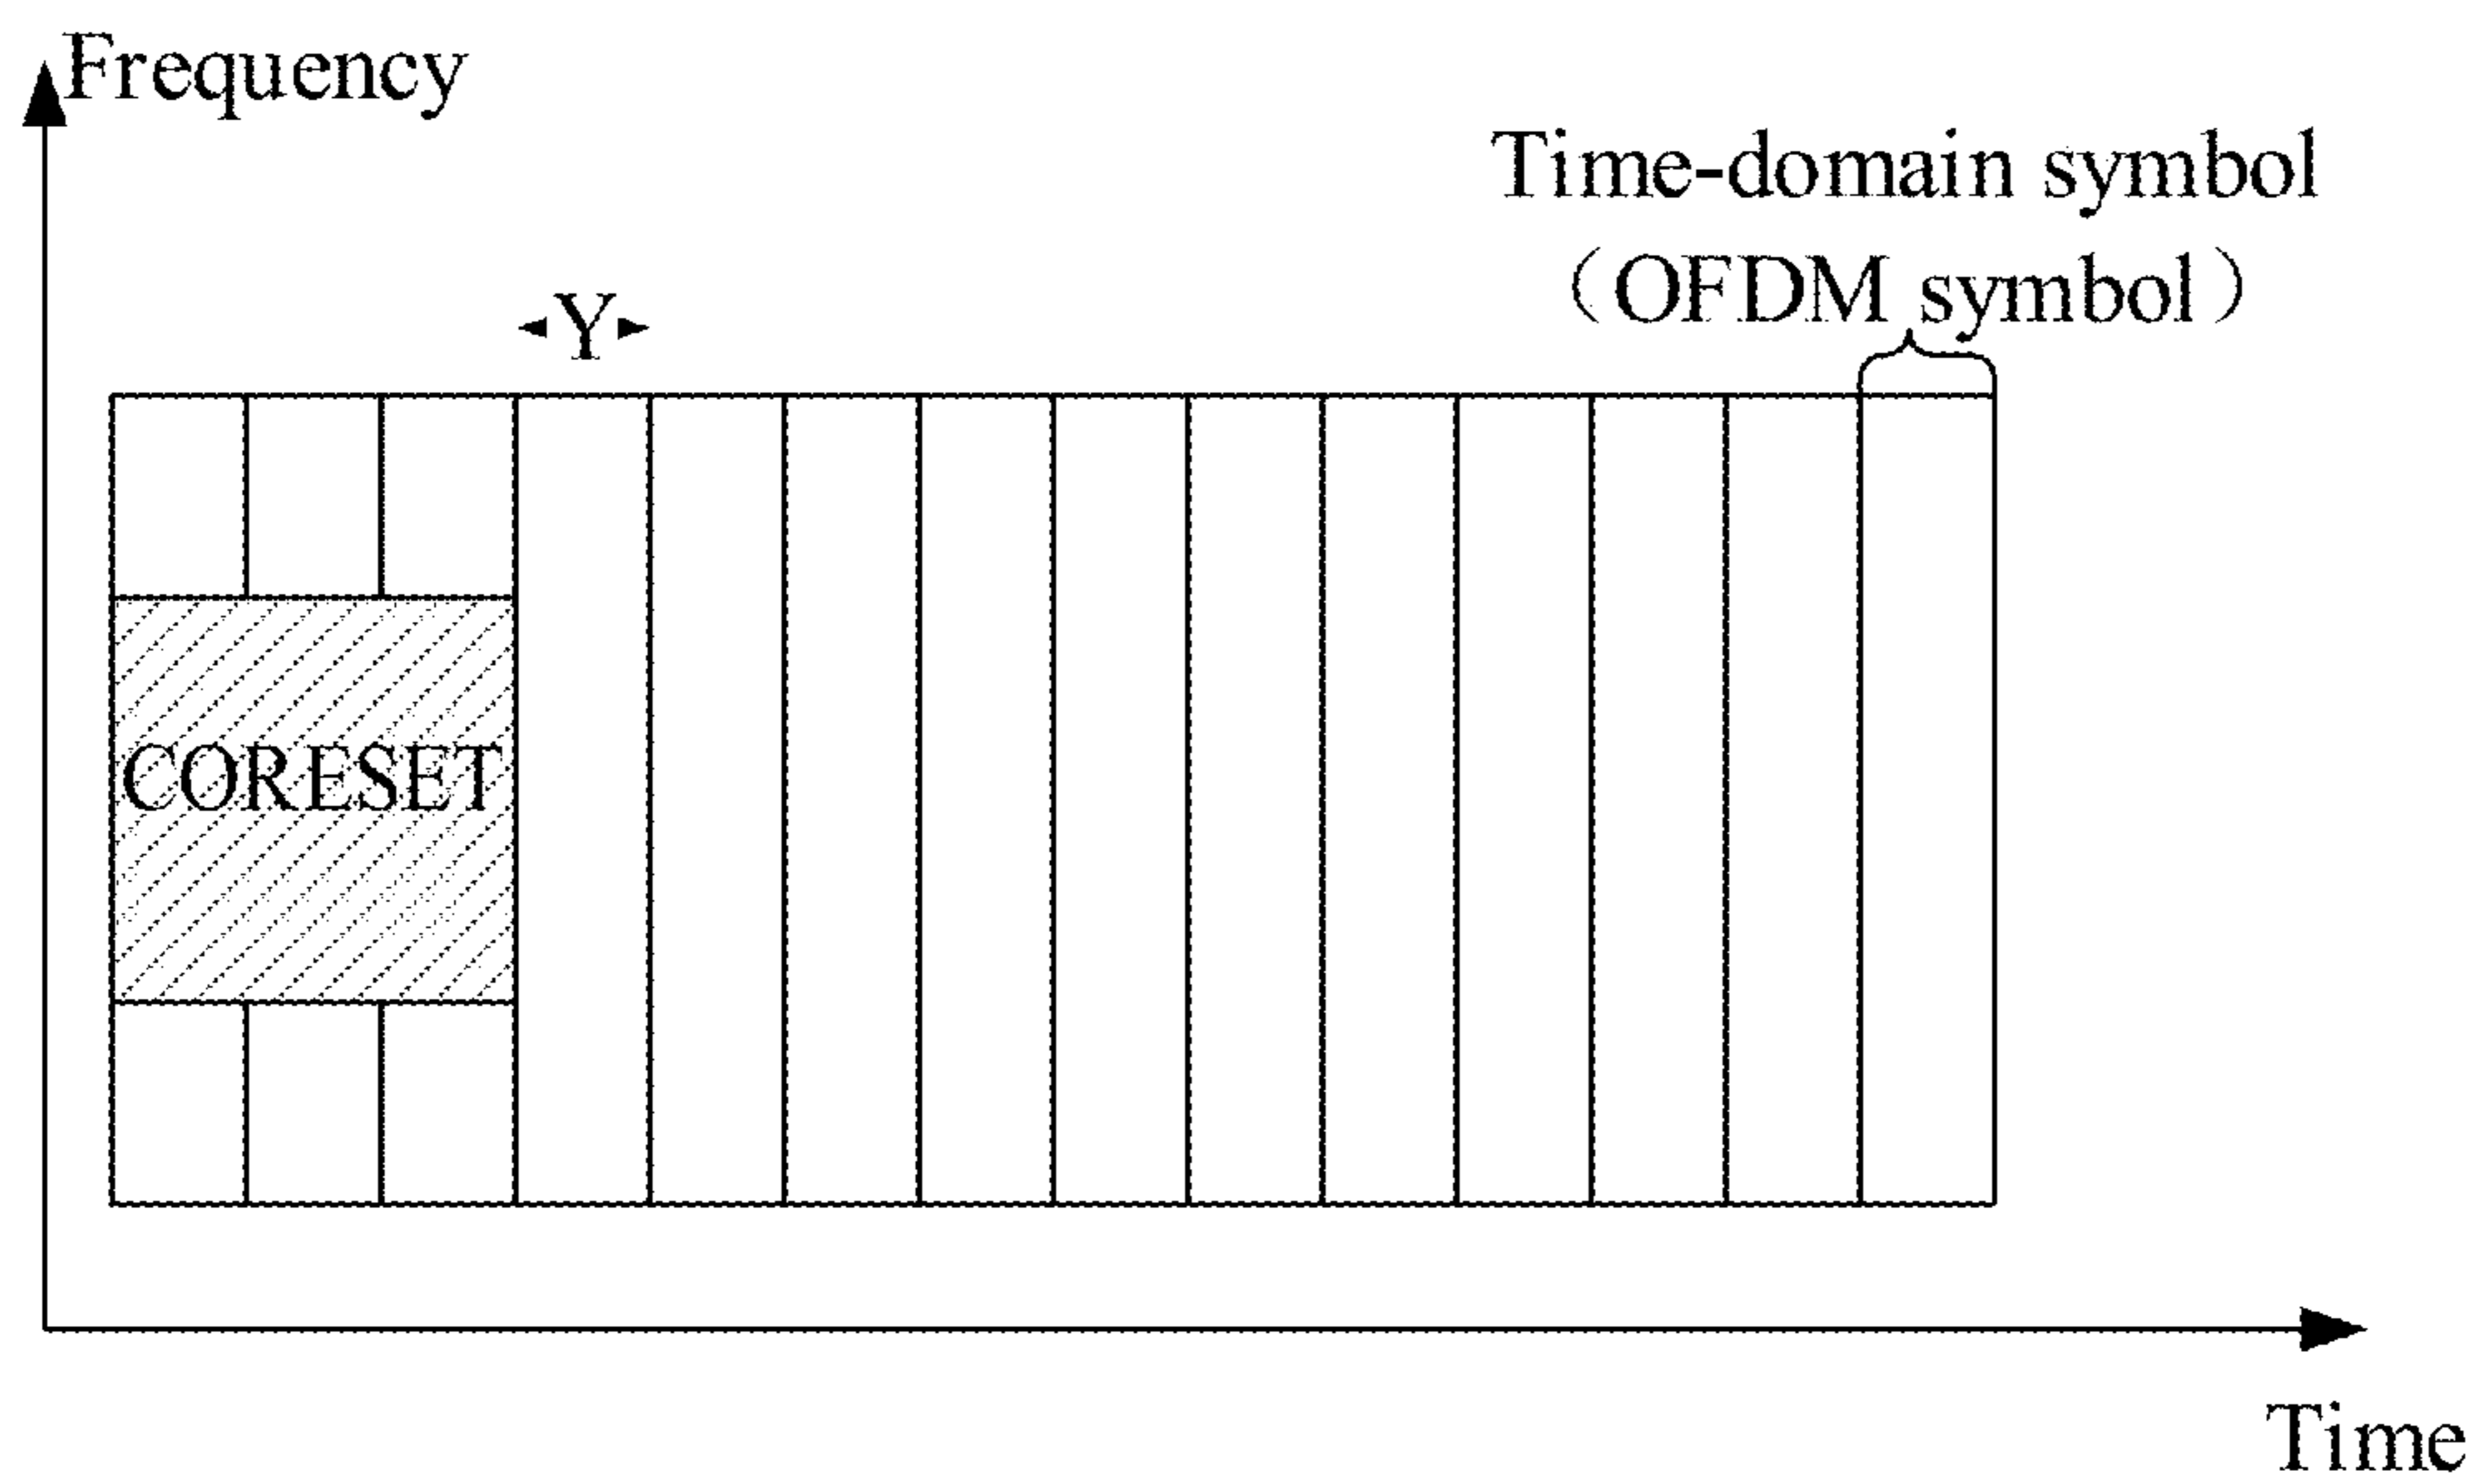 Frequency
Time-domain symbol
（OFDM symbol）
Y
CORESET
Time